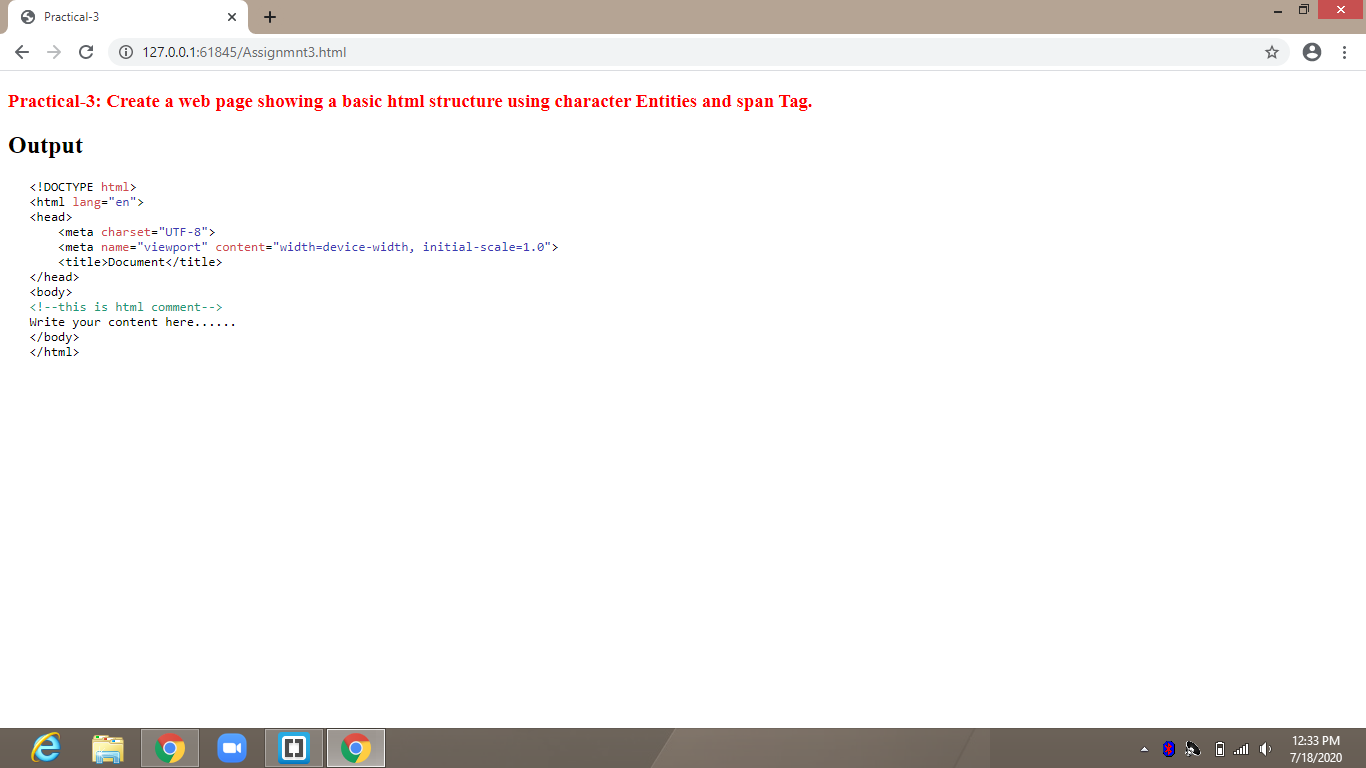 Practical-3
127.0.0.1:61845/Assignmnt3.html
Practical-3: Create a web page showing a basic html structure using character Entities and span Tag.
Output
<!DOCTYPE html>
<html lang="en">
<head>
    <meta charset="UTF-8">
    <meta name="viewport" content="width=device-width, initial-scale=1.0">
    <title>Document</title>
</head>
<body>
<!--this is html comment-->
Write your content here......
</body>
</html>
12:33 PM
7/18/2020